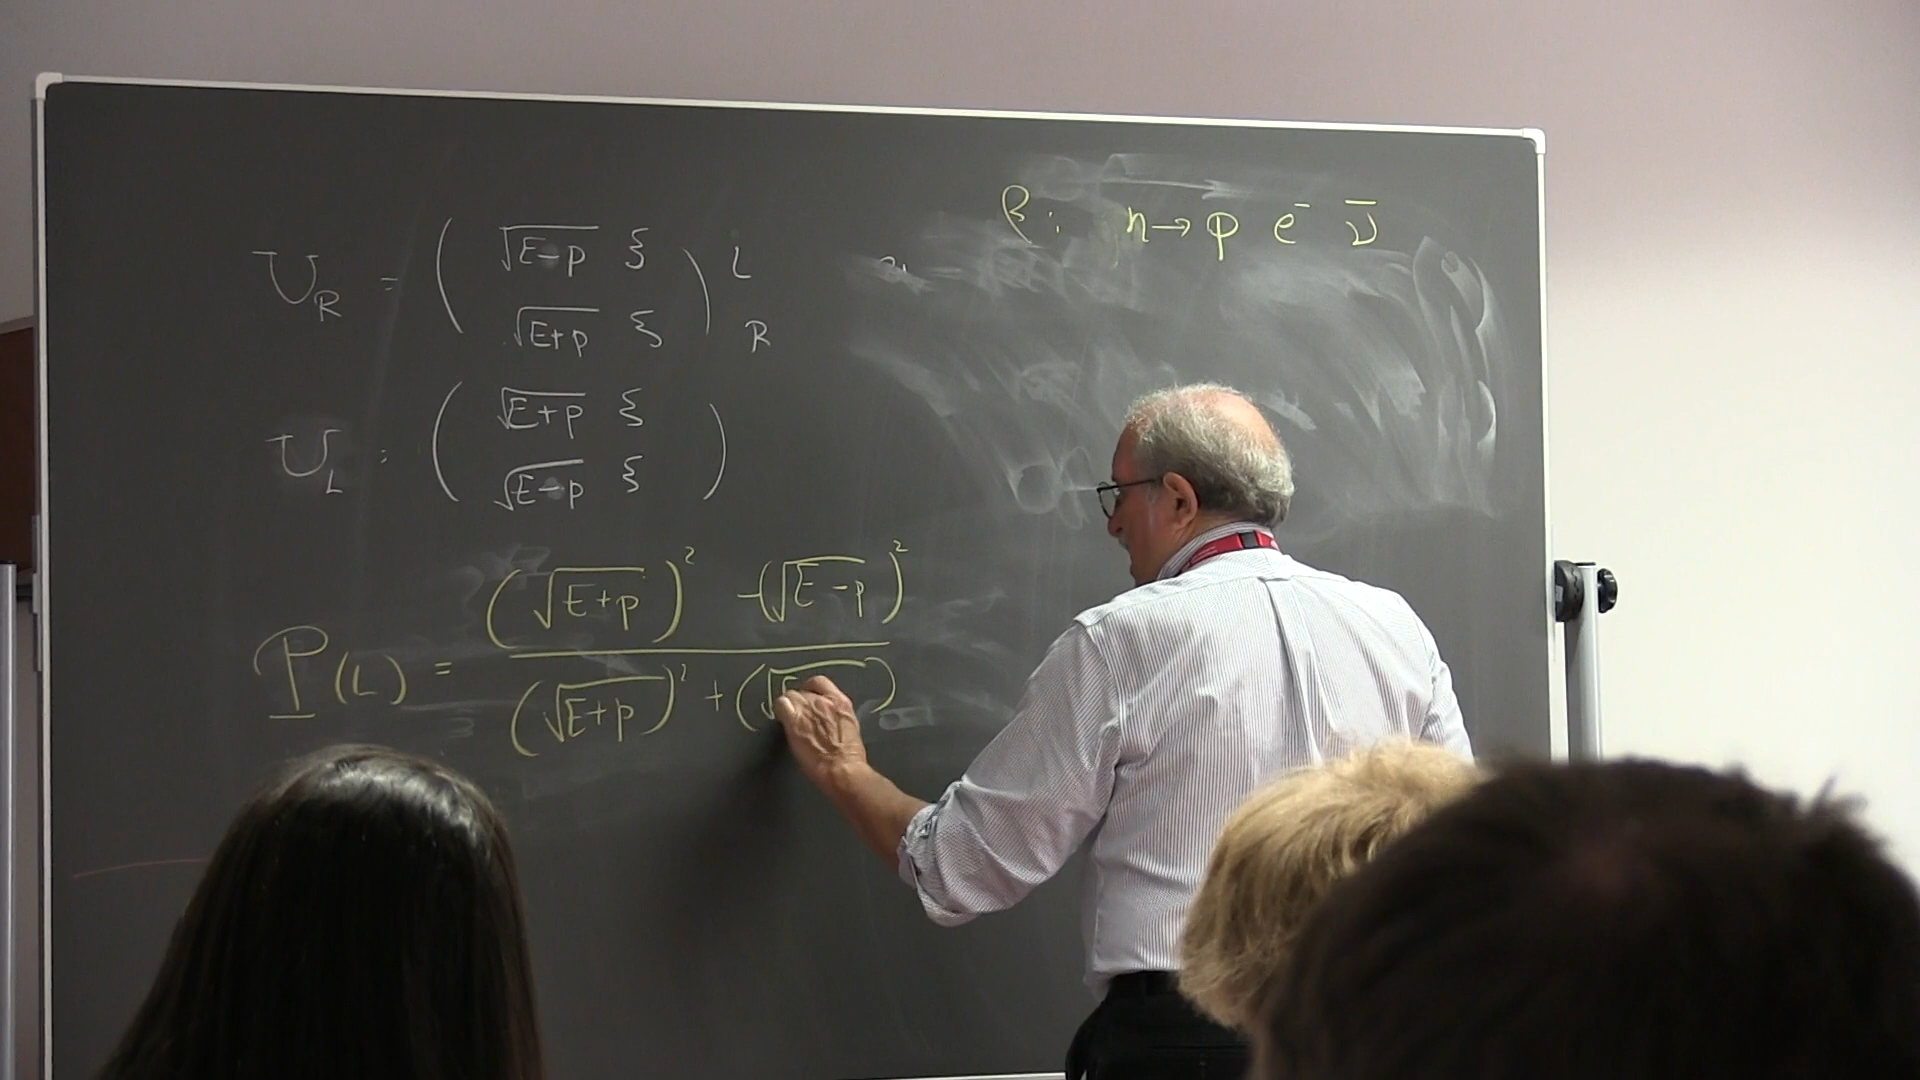 β: n → p e⁻ ν̄
U_R = ( √(E-p) ξ ) L
√(E+p) ξ R
U_L = ( √(E+p) ξ )
√(E-p) ξ
P(L) = (√(E+p))² - (√(E-p))²
(√(E+p))² + (√E )